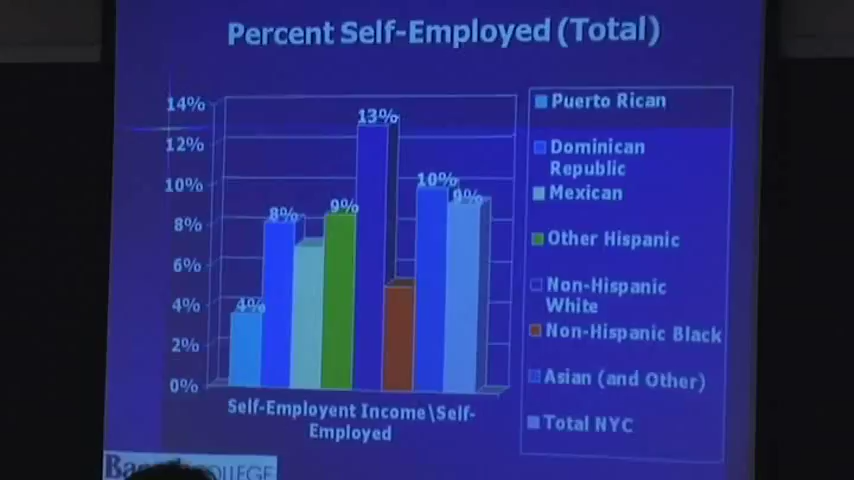 Percent Self-Employed (Total)
14%
12%
10%
8%
6%
4%
2%
0%
4%
8%
9%
13%
10%
9%
Self-Employent Income\Self-
Employed
Puerto Rican
Dominican
Republic
Mexican
Other Hispanic
Non-Hispanic
White
Non-Hispanic Black
Asian (and Other)
Total NYC
COLLEGE